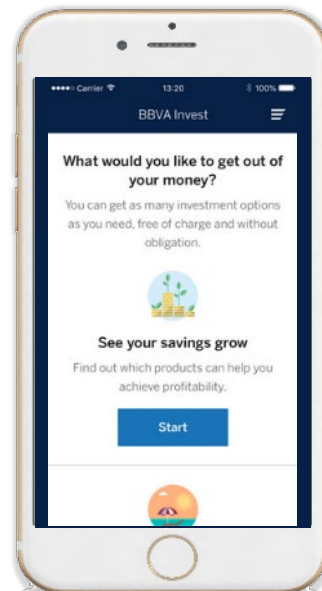 Carrier 13:20 100%
BBVA Invest
What would you like to get out of
your money?
You can get as many investment options
as you need, free of charge and without
obligation.
See your savings grow
Find out which products can help you
achieve profitability.
Start